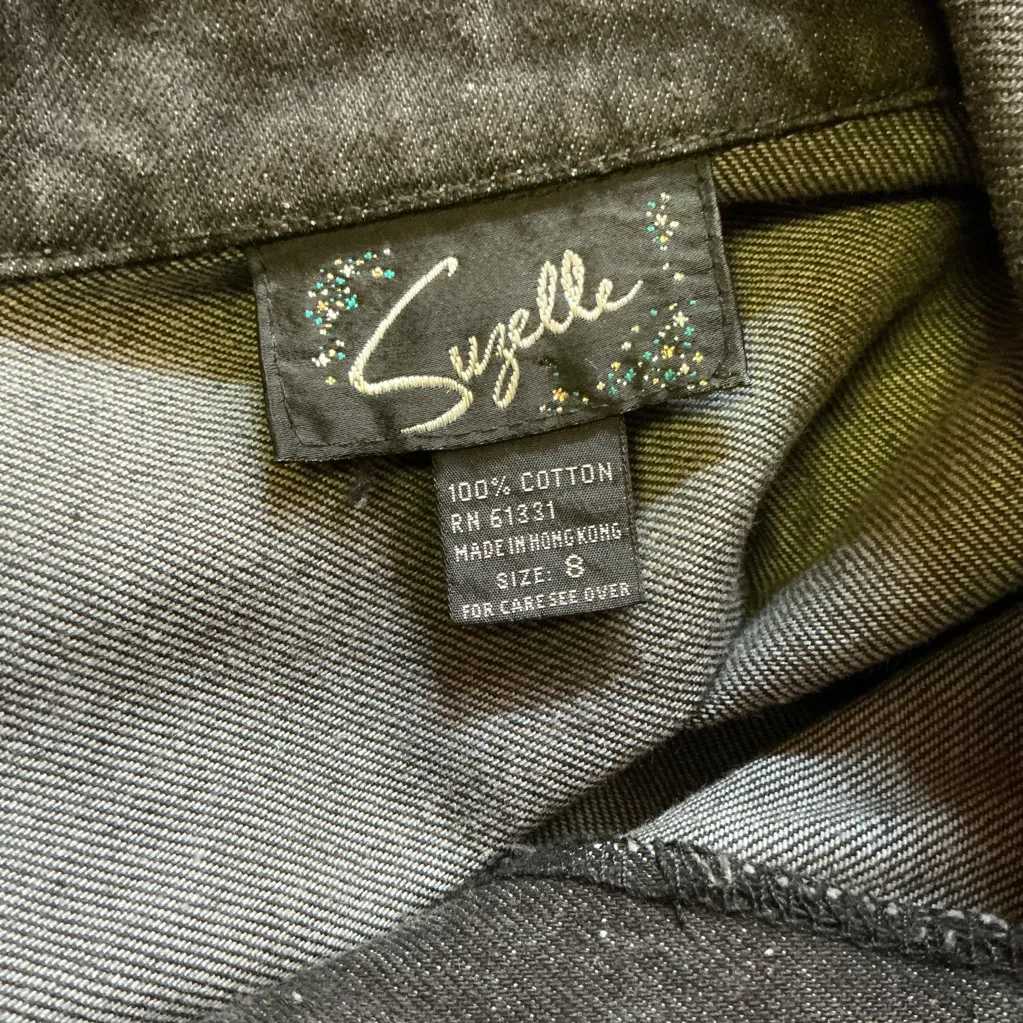 Suzelle
100% COTTON
RN 61331
MADE IN HONG KONG
SIZE: 8
FOR CARE SEE OVER